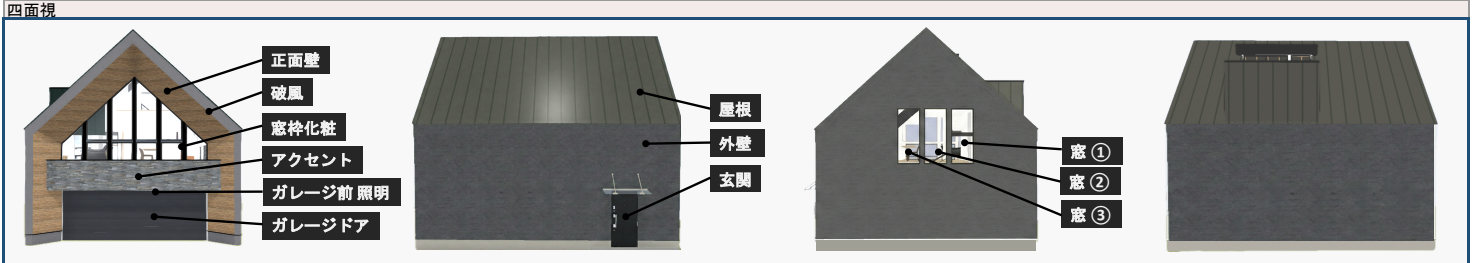 四面視
正面壁
破風
窓枠化粧
アクセント
ガレージ前 照明
ガレージドア
屋根
外壁
玄関
窓 ①
窓 ②
窓 ③